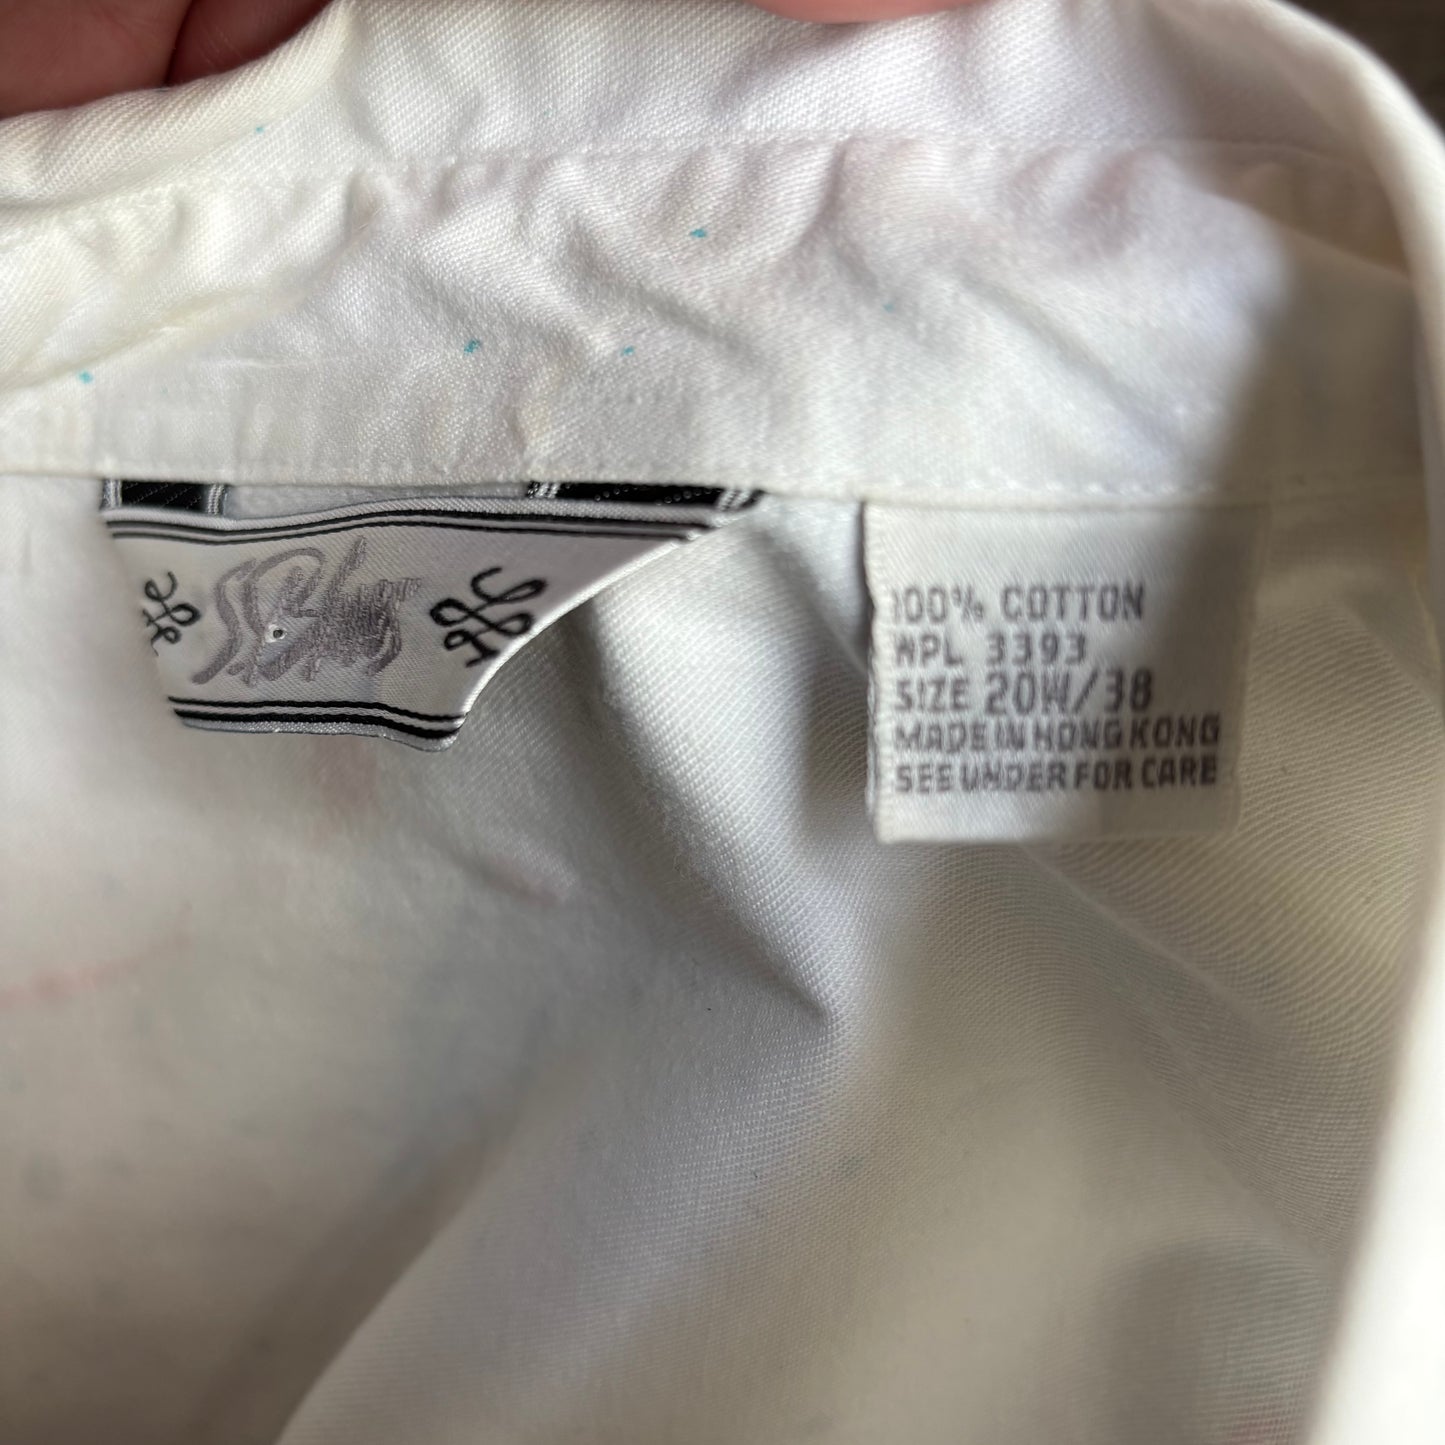 100% COTTON
WPL 3393
SIZE 20W/38
MADE IN HONG KONG
SEE UNDER FOR CARE